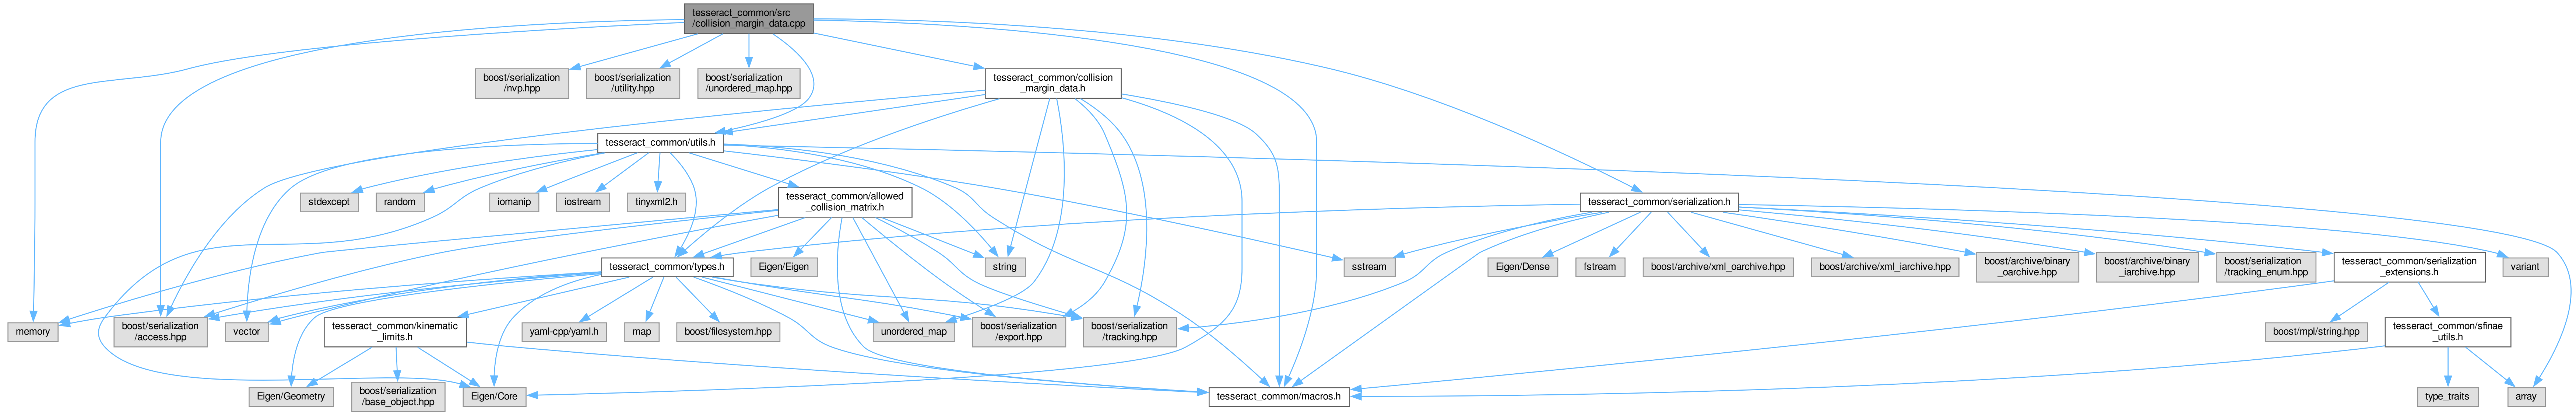 tesseract_common/src
/collision_margin_data.cpp
boost/serialization
/nvp.hpp
boost/serialization
/utility.hpp
boost/serialization
/unordered_map.hpp
tesseract_common/collision
_margin_data.h
tesseract_common/utils.h
stdexcept
random
iomanip
iostream
tinyxml2.h
tesseract_common/allowed
_collision_matrix.h
tesseract_common/serialization.h
tesseract_common/types.h
Eigen/Eigen
string
sstream
Eigen/Dense
fstream
boost/archive/xml_oarchive.hpp
boost/archive/xml_iarchive.hpp
boost/archive/binary
_oarchive.hpp
boost/archive/binary
_iarchive.hpp
boost/serialization
/tracking_enum.hpp
tesseract_common/serialization
_extensions.h
variant
memory
boost/serialization
/access.hpp
vector
tesseract_common/kinematic
_limits.h
yaml-cpp/yaml.h
map
boost/filesystem.hpp
unordered_map
boost/serialization
/export.hpp
boost/serialization
/tracking.hpp
boost/mpl/string.hpp
tesseract_common/sfinae
_utils.h
Eigen/Geometry
boost/serialization
/base_object.hpp
Eigen/Core
tesseract_common/macros.h
type_traits
array